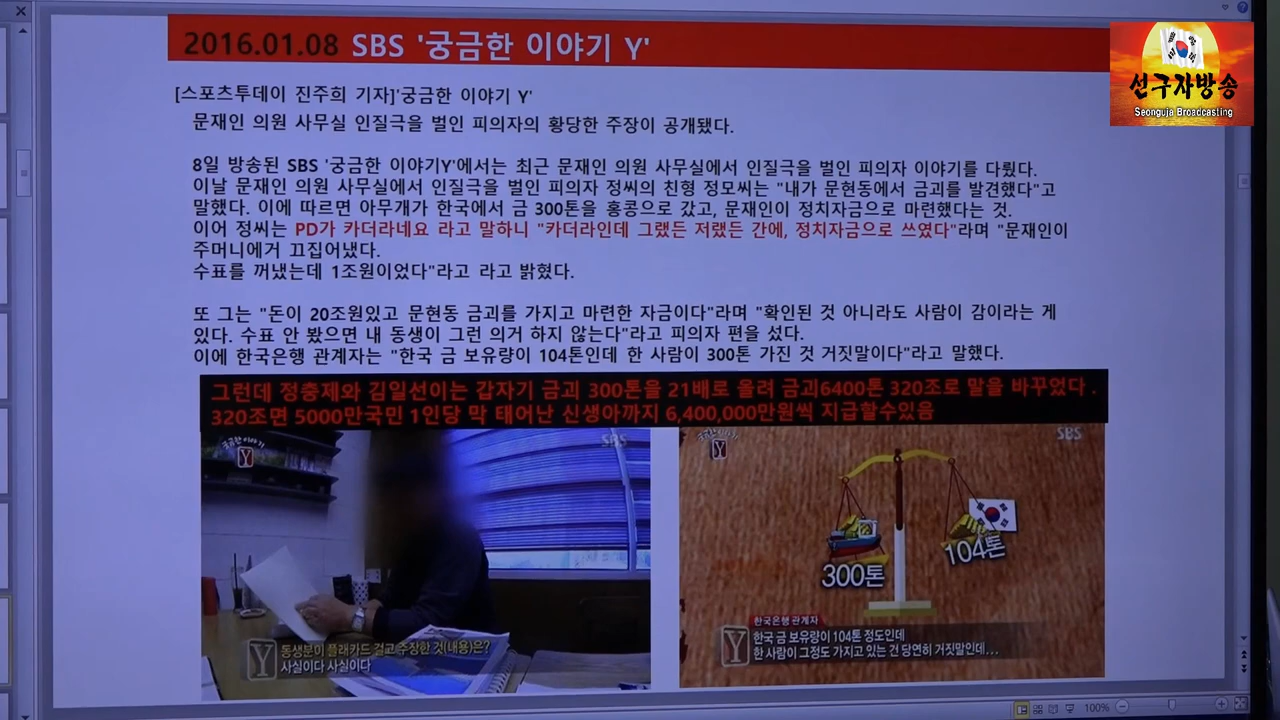 2016.01.08 SBS '궁금한 이야기 Y'
선구자방송
Seonguja Broadcasting
[스포츠투데이 진주희 기자]'궁금한 이야기 Y'
문재인 의원 사무실 인질극을 벌인 피의자의 황당한 주장이 공개됐다.
8일 방송된 SBS '궁금한 이야기Y'에서는 최근 문재인 의원 사무실에서 인질극을 벌인 피의자 이야기를 다뤘다.
이날 문재인 의원 사무실에서 인질극을 벌인 피의자 정씨의 친형 정모씨는 "내가 문현동에서 금괴를 발견했다"고
말했다. 이에 따르면 아무개가 한국에서 금 300톤을 홍콩으로 갔고, 문재인이 정치자금으로 마련했다는 것.
이어 정씨는 PD가 카더라네요 라고 말하니 "카더라인데 그랬든 저랬든 간에, 정치자금으로 쓰였다"라며 "문재인이
주머니에거 끄집어냈다.
수표를 꺼냈는데 1조원이었다"라고 라고 밝혔다.
또 그는 "돈이 20조원있고 문현동 금괴를 가지고 마련한 자금이다"라며 "확인된 것 아니라도 사람이 감이라는 게
있다. 수표 안 봤으면 내 동생이 그런 의거 하지 않는다"라고 피의자 편을 섰다.
이에 한국은행 관계자는 "한국 금 보유량이 104톤인데 한 사람이 300톤 가진 것 거짓말이다"라고 말했다.
그런데 정충제와 김일선이는 갑자기 금괴 300톤을 21배로 올려 금괴6400톤 320조로 말을 바꾸었다 .
320조면 5000만국민 1인당 막 태어난 신생아까지 6,400,000만원씩 지급할수있음
궁금한 이야기
Y
SBS
Y
동생분이 플래카드 걸고 주장한 것(내용)은?
사실이다 사실이다
궁금한 이야기
Y
SBS
300톤
104톤
한국은행 관계자
Y
한국 금 보유량이 104톤 정도인데
한 사람이 그정도 가지고 있는 건 당연히 거짓말인데...
100%